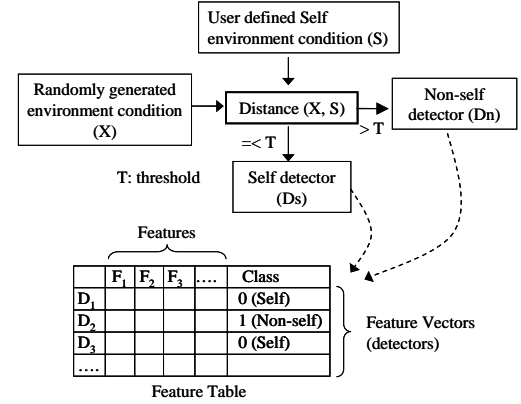 User defined Self
environment condition (S)
Randomly generated
environment condition
(X)
Distance (X, S)
Non-self
detector (Dn)
> T
=< T
T: threshold
Self detector
(Ds)
Features
F1 F2 F3 .... Class
D1 0 (Self)
D2 1 (Non-self)
D3 0 (Self)
....
Feature Vectors
(detectors)
Feature Table